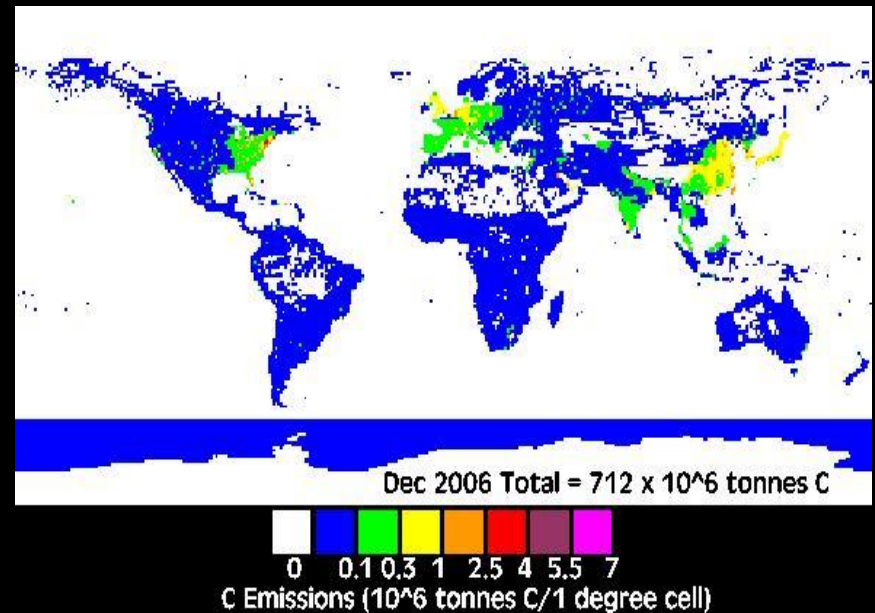 Dec 2006 Total = 712 x 10^6 tonnes C
0 0.1 0.3 1 2.5 4 5.5 7
C Emissions (10^6 tonnes C/1 degree cell)